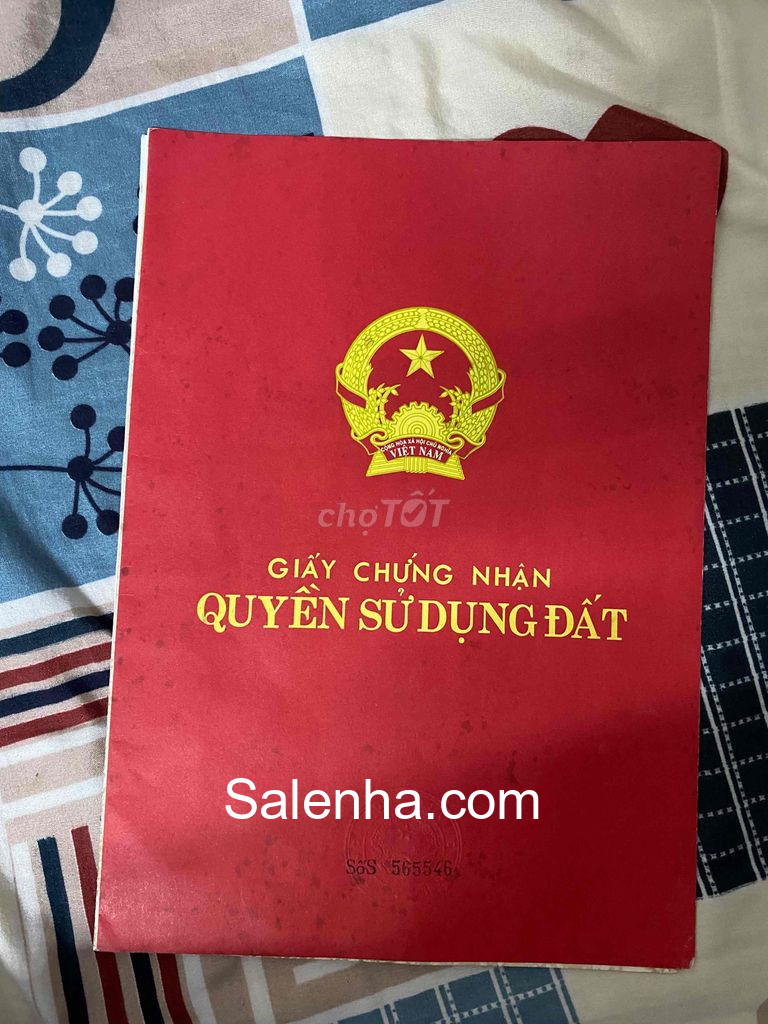 CỘNG HÒA XÃ HỘI CHỦ NGHĨA
VIỆT NAM
chợTỐT
GIẤY CHỨNG NHẬN
QUYỀN SỬ DỤNG ĐẤT
Salenha.com
SốS 565546